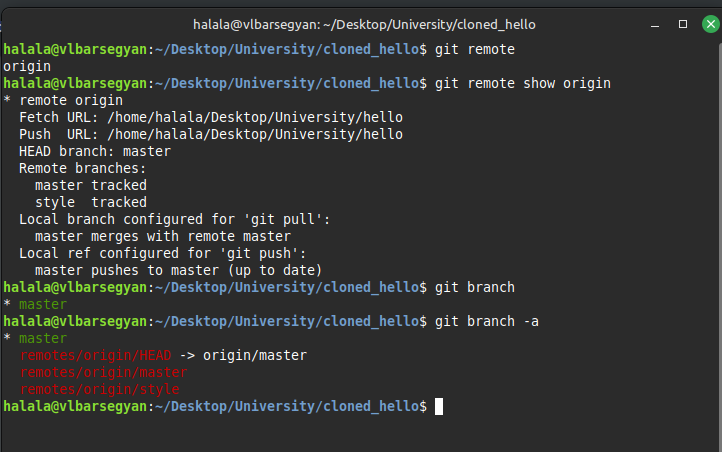 halala@vlbarsegyan:~/Desktop/University/cloned_hello
halala@vlbarsegyan:~/Desktop/University/cloned_hello$ git remote
origin
halala@vlbarsegyan:~/Desktop/University/cloned_hello$ git remote show origin
* remote origin
  Fetch URL: /home/halala/Desktop/University/hello
  Push  URL: /home/halala/Desktop/University/hello
  HEAD branch: master
  Remote branches:
    master tracked
    style  tracked
  Local branch configured for 'git pull':
    master merges with remote master
  Local ref configured for 'git push':
    master pushes to master (up to date)
halala@vlbarsegyan:~/Desktop/University/cloned_hello$ git branch
* master
halala@vlbarsegyan:~/Desktop/University/cloned_hello$ git branch -a
* master
  remotes/origin/HEAD -> origin/master
  remotes/origin/master
  remotes/origin/style
halala@vlbarsegyan:~/Desktop/University/cloned_hello$